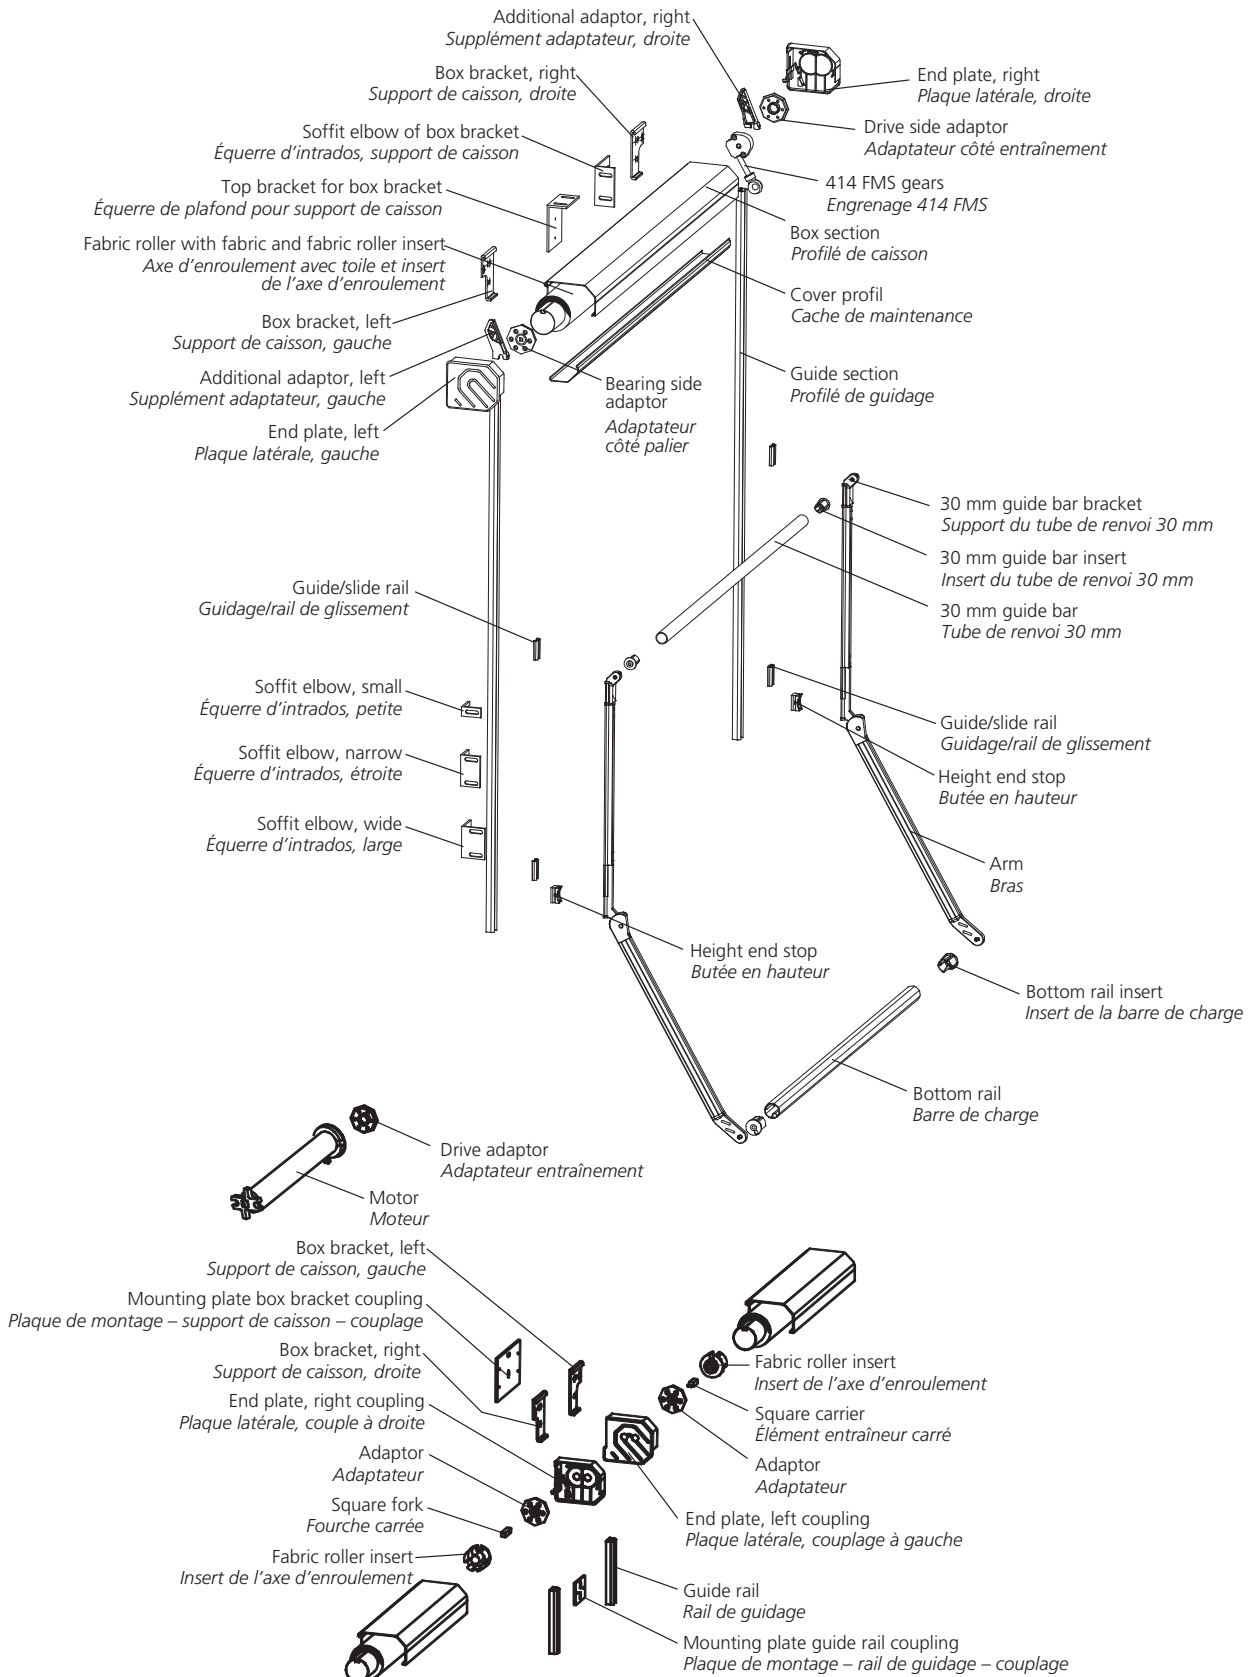 Additional adaptor, right
Supplément adaptateur, droite
Box bracket, right
Support de caisson, droite
Soffit elbow of box bracket
Équerre d'intrados, support de caisson
Top bracket for box bracket
Équerre de plafond pour support de caisson
Fabric roller with fabric and fabric roller insert
Axe d'enroulement avec toile et insert
de l'axe d'enroulement
Box bracket, left
Support de caisson, gauche
Additional adaptor, left
Supplément adaptateur, gauche
End plate, left
Plaque latérale, gauche
End plate, right
Plaque latérale, droite
Drive side adaptor
Adaptateur côté entraînement
414 FMS gears
Engrenage 414 FMS
Box section
Profilé de caisson
Cover profil
Cache de maintenance
Guide section
Profilé de guidage
Bearing side
adaptor
Adaptateur
côté palier
30 mm guide bar bracket
Support du tube de renvoi 30 mm
30 mm guide bar insert
Insert du tube de renvoi 30 mm
30 mm guide bar
Tube de renvoi 30 mm
Guide/slide rail
Guidage/rail de glissement
Soffit elbow, small
Équerre d'intrados, petite
Soffit elbow, narrow
Équerre d'intrados, étroite
Soffit elbow, wide
Équerre d'intrados, large
Guide/slide rail
Guidage/rail de glissement
Height end stop
Butée en hauteur
Arm
Bras
Height end stop
Butée en hauteur
Bottom rail insert
Insert de la barre de charge
Bottom rail
Barre de charge
Drive adaptor
Adaptateur entraînement
Motor
Moteur
Box bracket, left
Support de caisson, gauche
Mounting plate box bracket coupling
Plaque de montage – support de caisson – couplage
Box bracket, right
Support de caisson, droite
End plate, right coupling
Plaque latérale, couple à droite
Adaptor
Adaptateur
Square fork
Fourche carrée
Fabric roller insert
Insert de l'axe d'enroulement
Fabric roller insert
Insert de l'axe d'enroulement
Square carrier
Élément entraîneur carré
Adaptor
Adaptateur
End plate, left coupling
Plaque latérale, couplage à gauche
Guide rail
Rail de guidage
Mounting plate guide rail coupling
Plaque de montage – rail de guidage – couplage